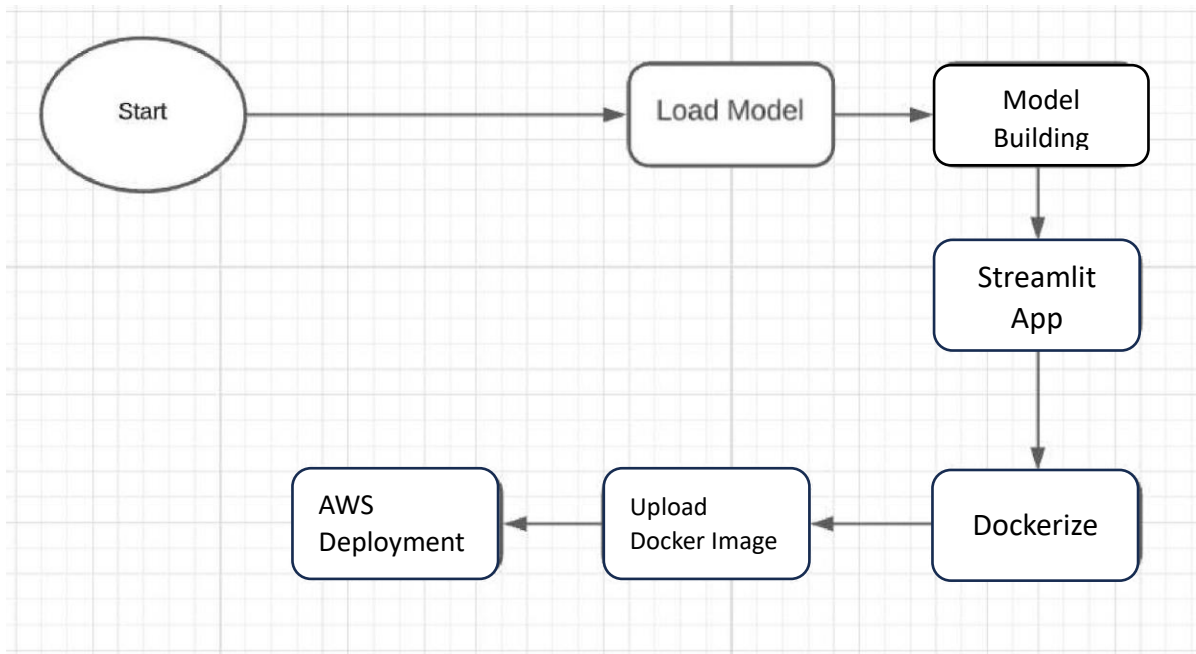 Start
Load Model
Model
Building
Streamlit
App
AWS
Deployment
Upload
Docker Image
Dockerize